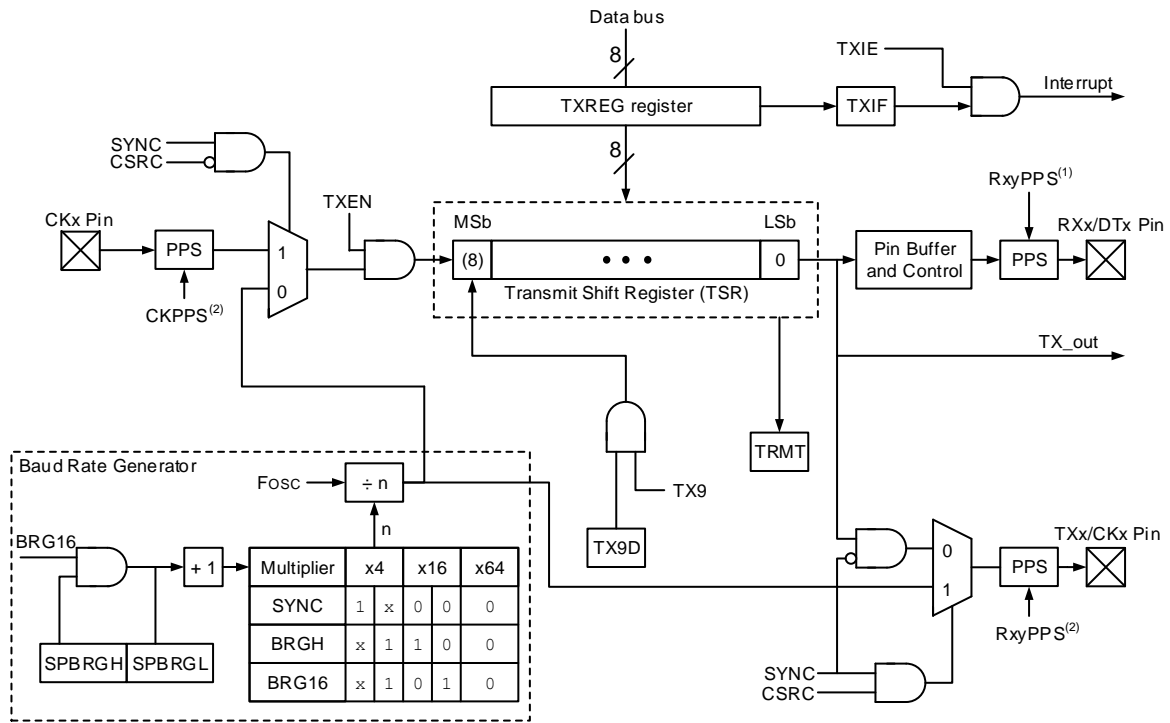 Data bus
8
TXIE
TXREG register
TXIF
Interrupt
SYNC
CSRC
8
RxyPPS(1)
TXEN
CKx Pin
MSb
LSb
RXx/DTx Pin
PPS
1
(8)
• • •
0
Pin Buffer
and Control
PPS
0
Transmit Shift Register (TSR)
CKPPS(2)
TX_out
TRMT
Baud Rate Generator
Fosc
÷ n
TX9
n
TX9D
BRG16
TXx/CKx Pin
+ 1
Multiplier x4 x16 x64
0
PPS
SYNC 1 x 0 0 0
1
BRGH x 1 1 0 0
RxyPPS(2)
SPBRGH SPBRGL
BRG16 x 1 0 1 0
SYNC
CSRC